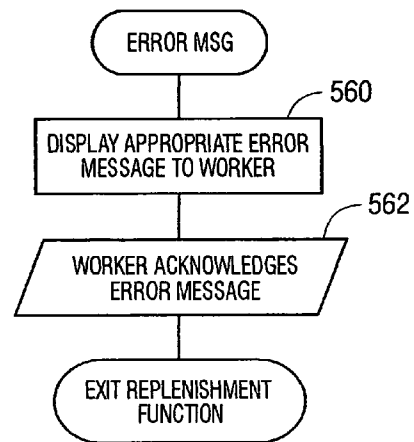 ERROR MSG
560
DISPLAY APPROPRIATE ERROR
MESSAGE TO WORKER
562
WORKER ACKNOWLEDGES
ERROR MESSAGE
EXIT REPLENISHMENT
FUNCTION